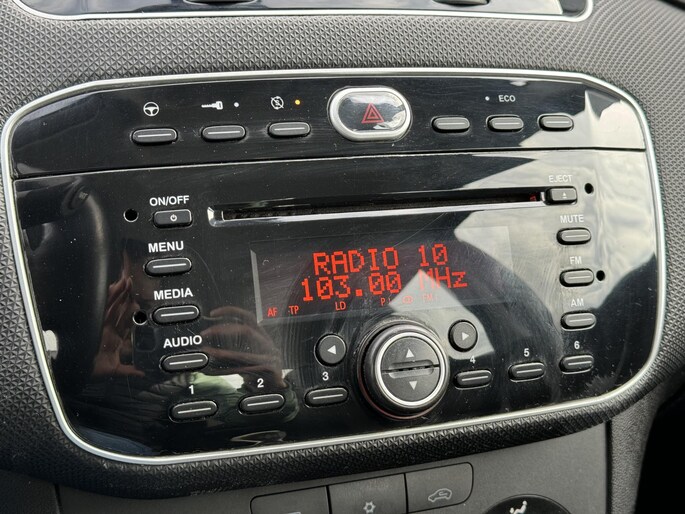 ECO
ON/OFF
EJECT
MENU
MUTE
RADIO 10
103.00 MHz
FM
MEDIA
AF TP LD
AM
AUDIO
1 2 3 4 5 6